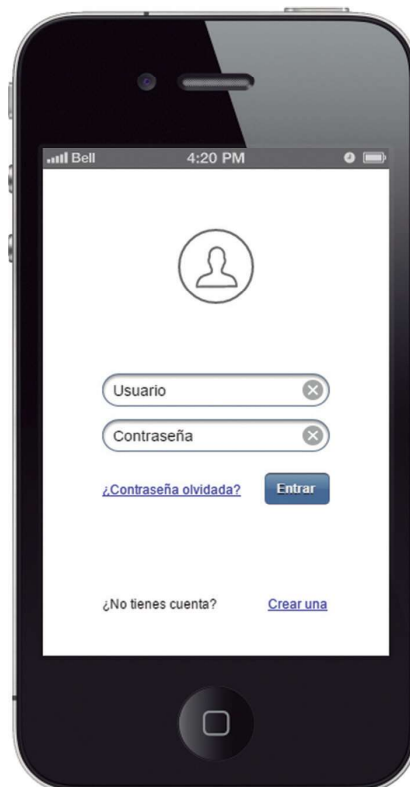 Bell 4:20 PM
Usuario
Contraseña
¿Contraseña olvidada? Entrar
¿No tienes cuenta? Crear una